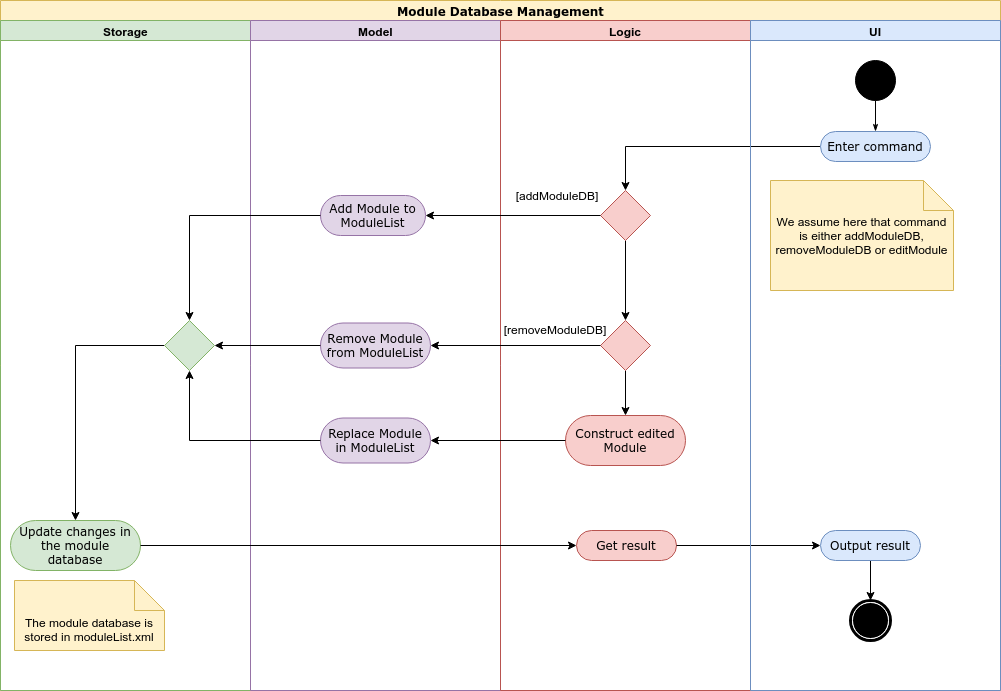 Module Database Management
Storage
Model
Logic
UI
Enter command
[addModuleDB]
Add Module to
ModuleList
We assume here that command
is either addModuleDB,
removeModuleDB or editModule
[removeModuleDB]
Remove Module
from ModuleList
Replace Module
in ModuleList
Construct edited
Module
Update changes in
the module
database
Get result
Output result
The module database is
stored in moduleList.xml